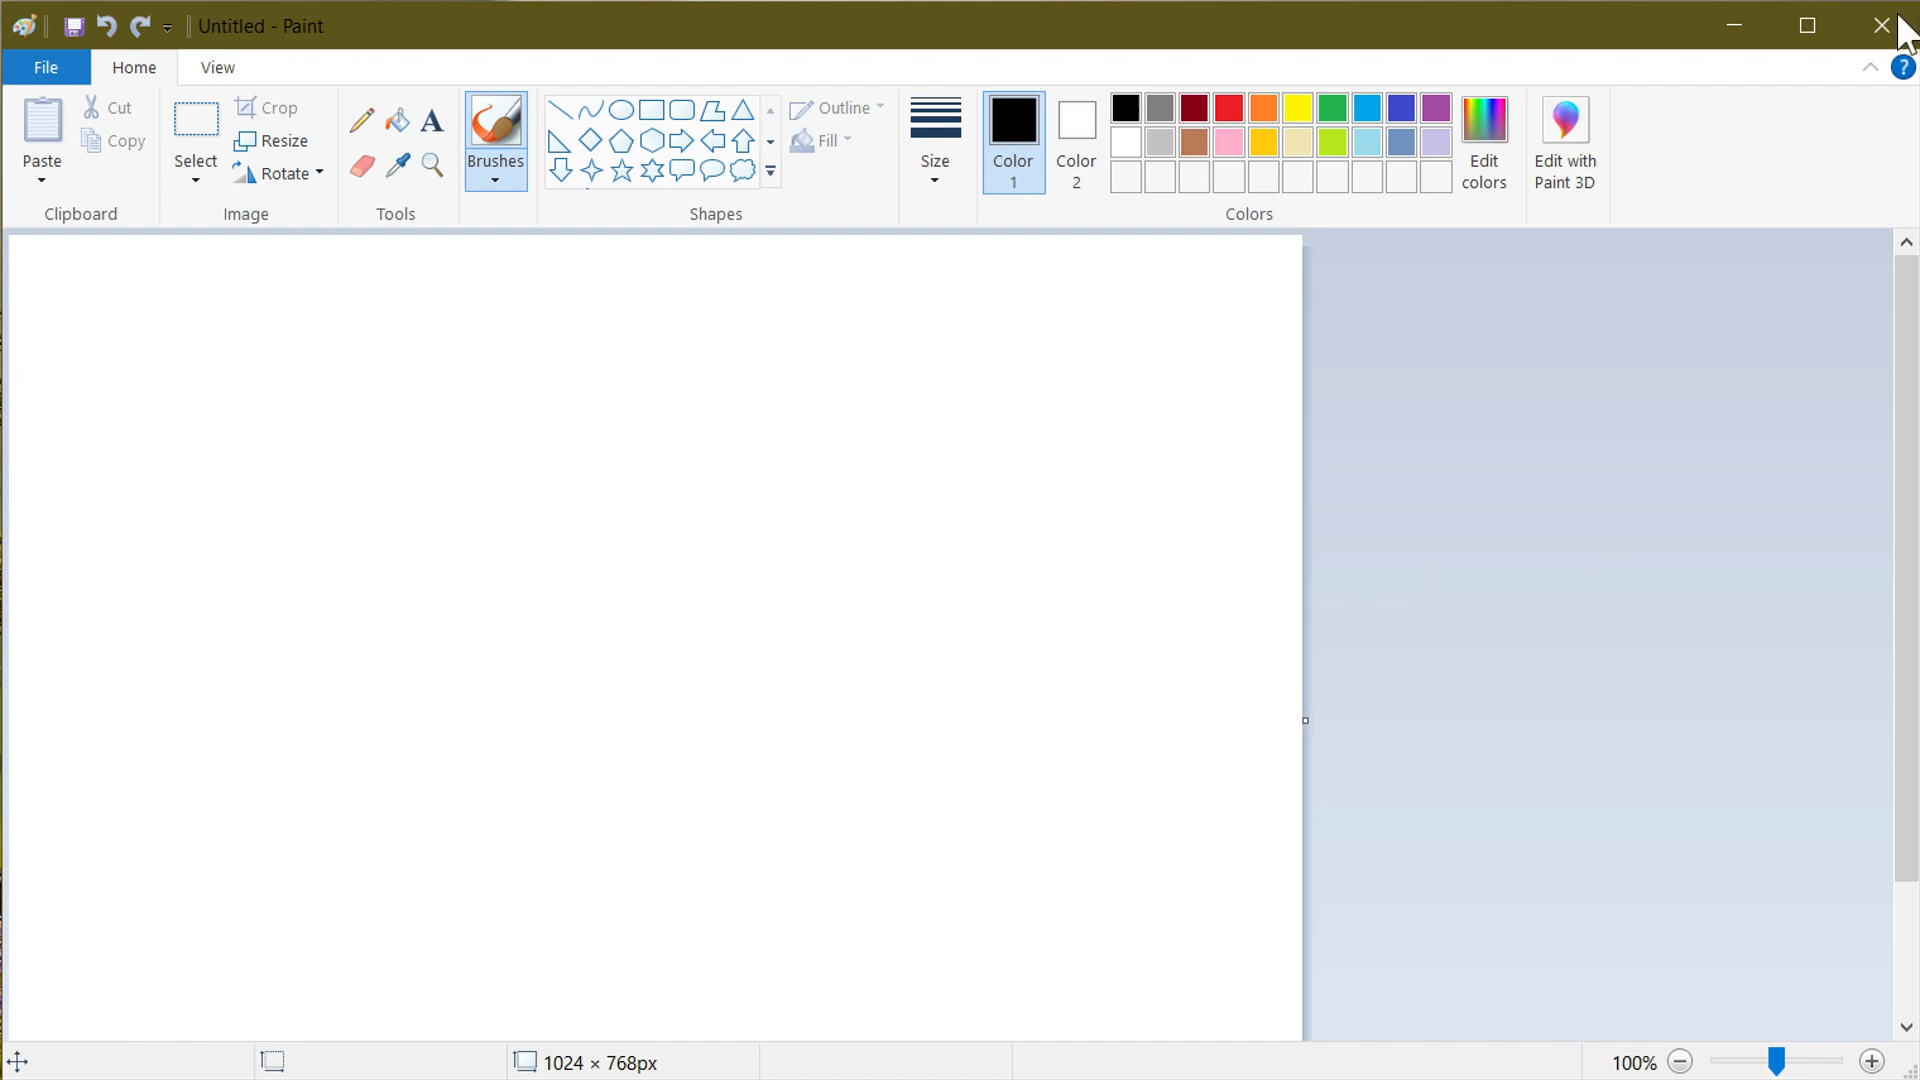 Untitled - Paint
File Home View
Paste
Cut
Copy
Clipboard
Select
Crop
Resize
Rotate
Image
Tools
Brushes
Shapes
Outline
Fill
Size
Color 1
Color 2
Colors
Edit colors
Edit with Paint 3D
1024 × 768px
100%